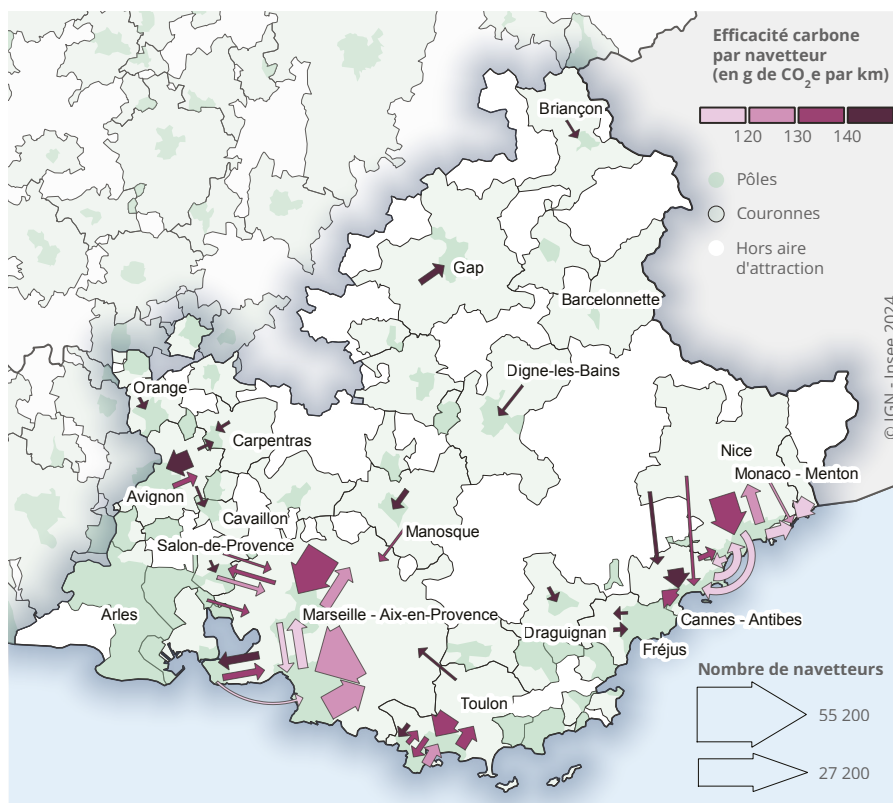 Efficacité carbone
par navetteur
(en g de CO₂e par km)
120 130 140
Pôles
Couronnes
Hors aire
d'attraction
© IGN - Insee 2024
Briançon
Gap
Barcelonnette
Digne-les-Bains
Orange
Carpentras
Avignon
Cavaillon
Salon-de-Provence
Manosque
Nice
Monaco - Menton
Arles
Marseille - Aix-en-Provence
Draguignan
Cannes - Antibes
Fréjus
Toulon
Nombre de navetteurs
55 200
27 200